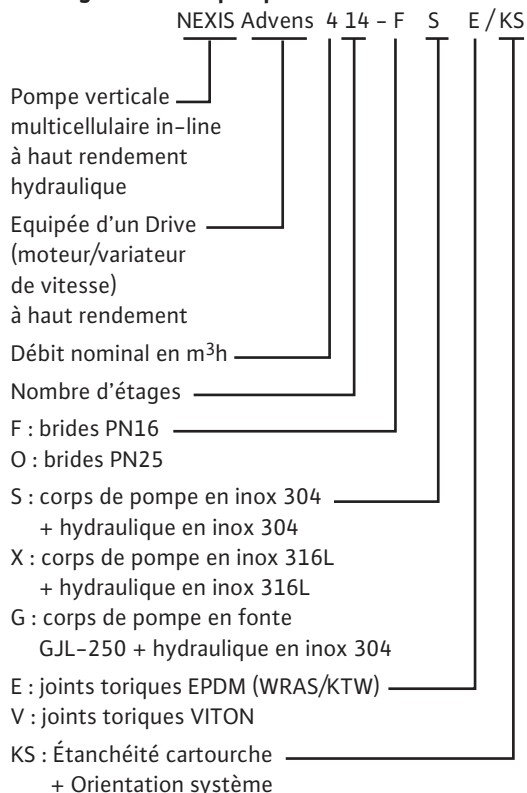 NEXIS Advens 4 14 - F S E / KS
Pompe verticale
multicellulaire in-line
à haut rendement
hydraulique
Equipée d'un Drive
(moteur/variateur
de vitesse)
à haut rendement
Débit nominal en m³h
Nombre d'étages
F : brides PN16
O : brides PN25
S : corps de pompe en inox 304
+ hydraulique en inox 304
X : corps de pompe en inox 316L
+ hydraulique en inox 316L
G : corps de pompe en fonte
GJL-250 + hydraulique en inox 304
E : joints toriques EPDM (WRAS/KTW)
V : joints toriques VITON
KS : Étanchéité cartourche
+ Orientation système